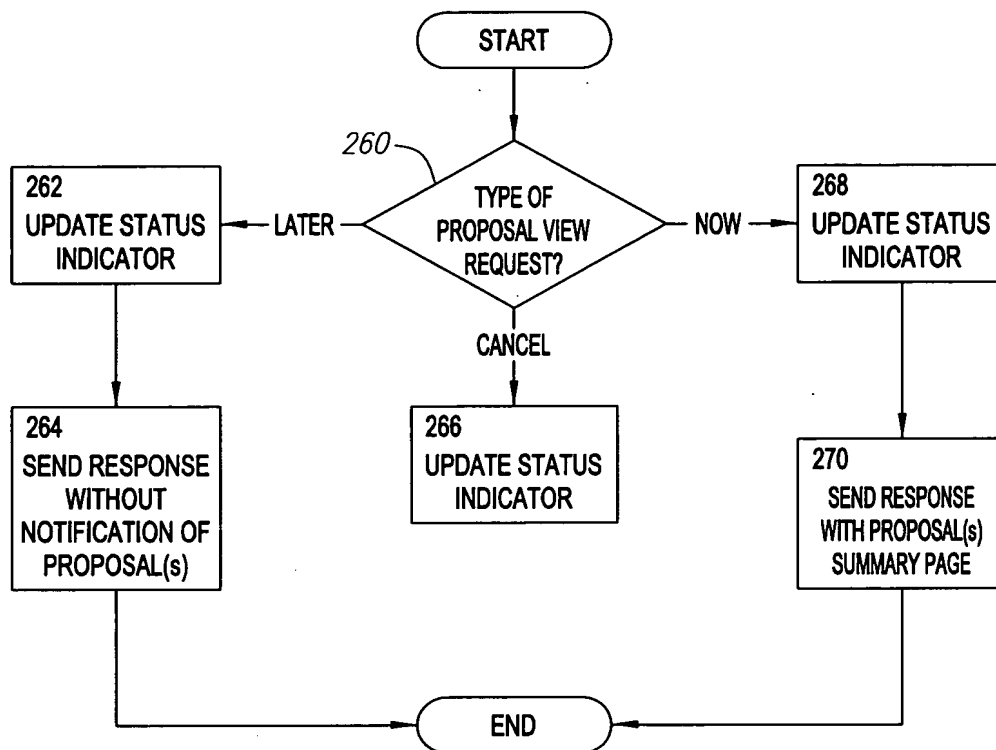 START
260
TYPE OF
PROPOSAL VIEW
REQUEST?
LATER
NOW
CANCEL
262
UPDATE STATUS
INDICATOR
268
UPDATE STATUS
INDICATOR
264
SEND RESPONSE
WITHOUT
NOTIFICATION OF
PROPOSAL(s)
266
UPDATE STATUS
INDICATOR
270
SEND RESPONSE
WITH PROPOSAL(s)
SUMMARY PAGE
END